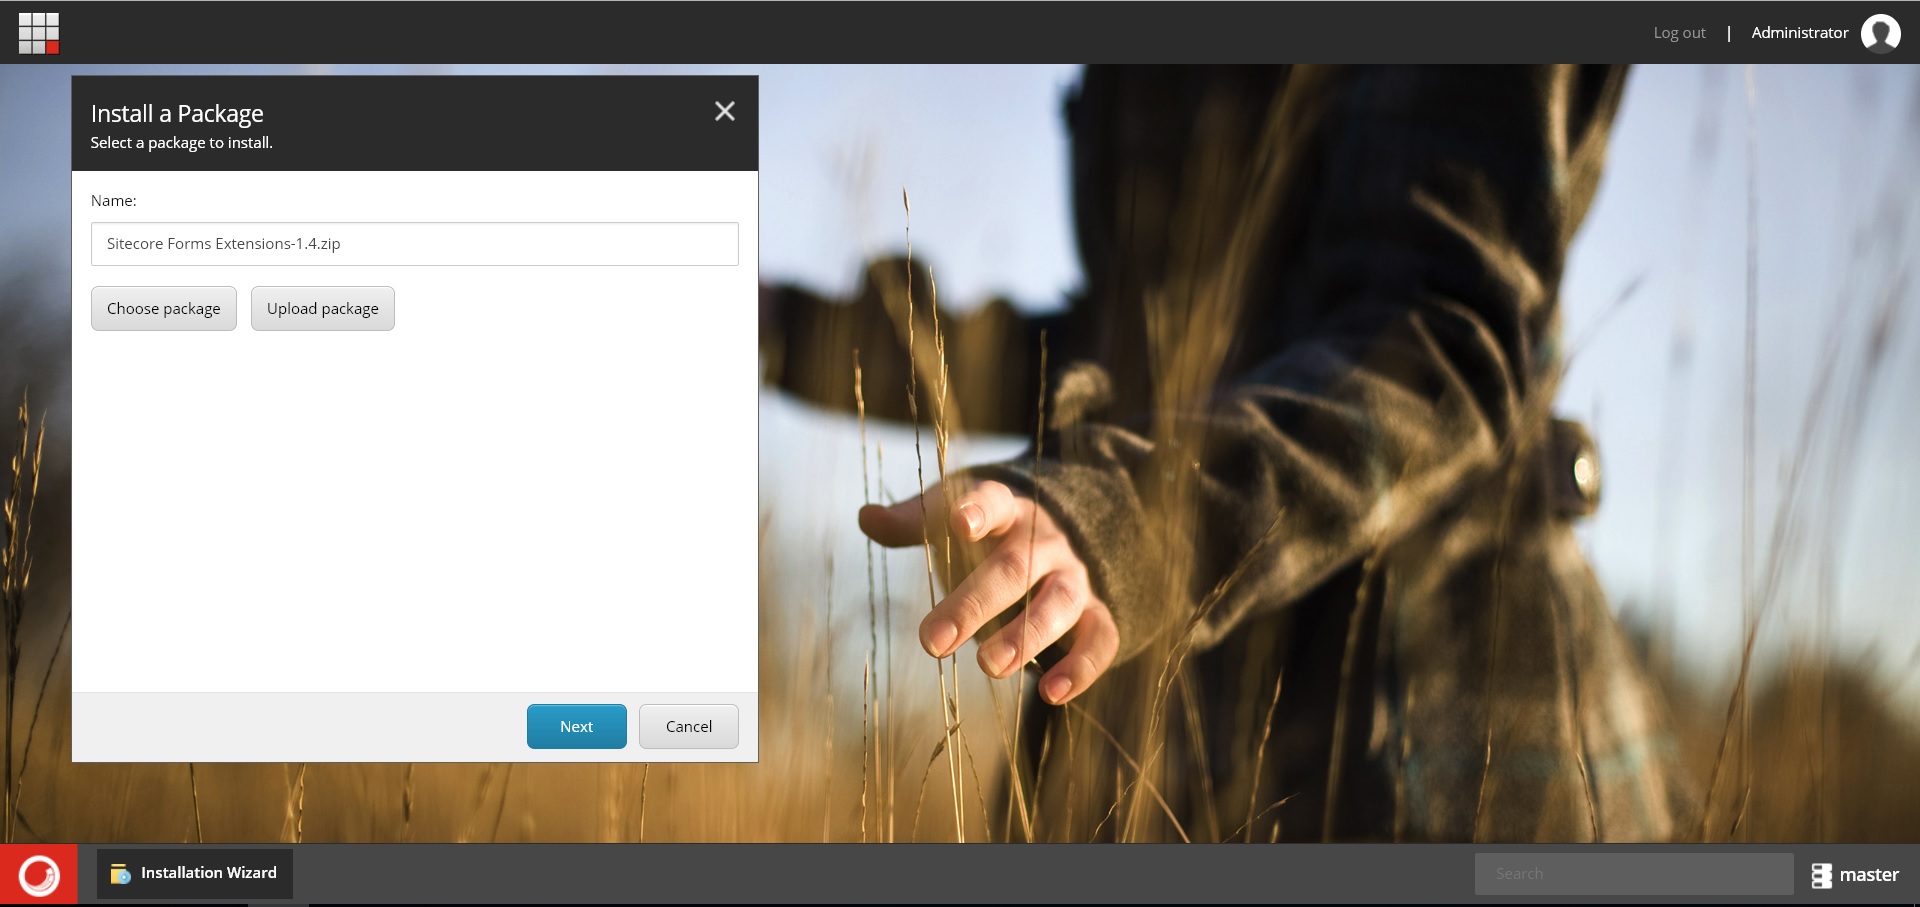 Log out | Administrator
Install a Package
Select a package to install.
Name:
Sitecore Forms Extensions-1.4.zip
Choose package
Upload package
Next
Cancel
Installation Wizard
Search
master